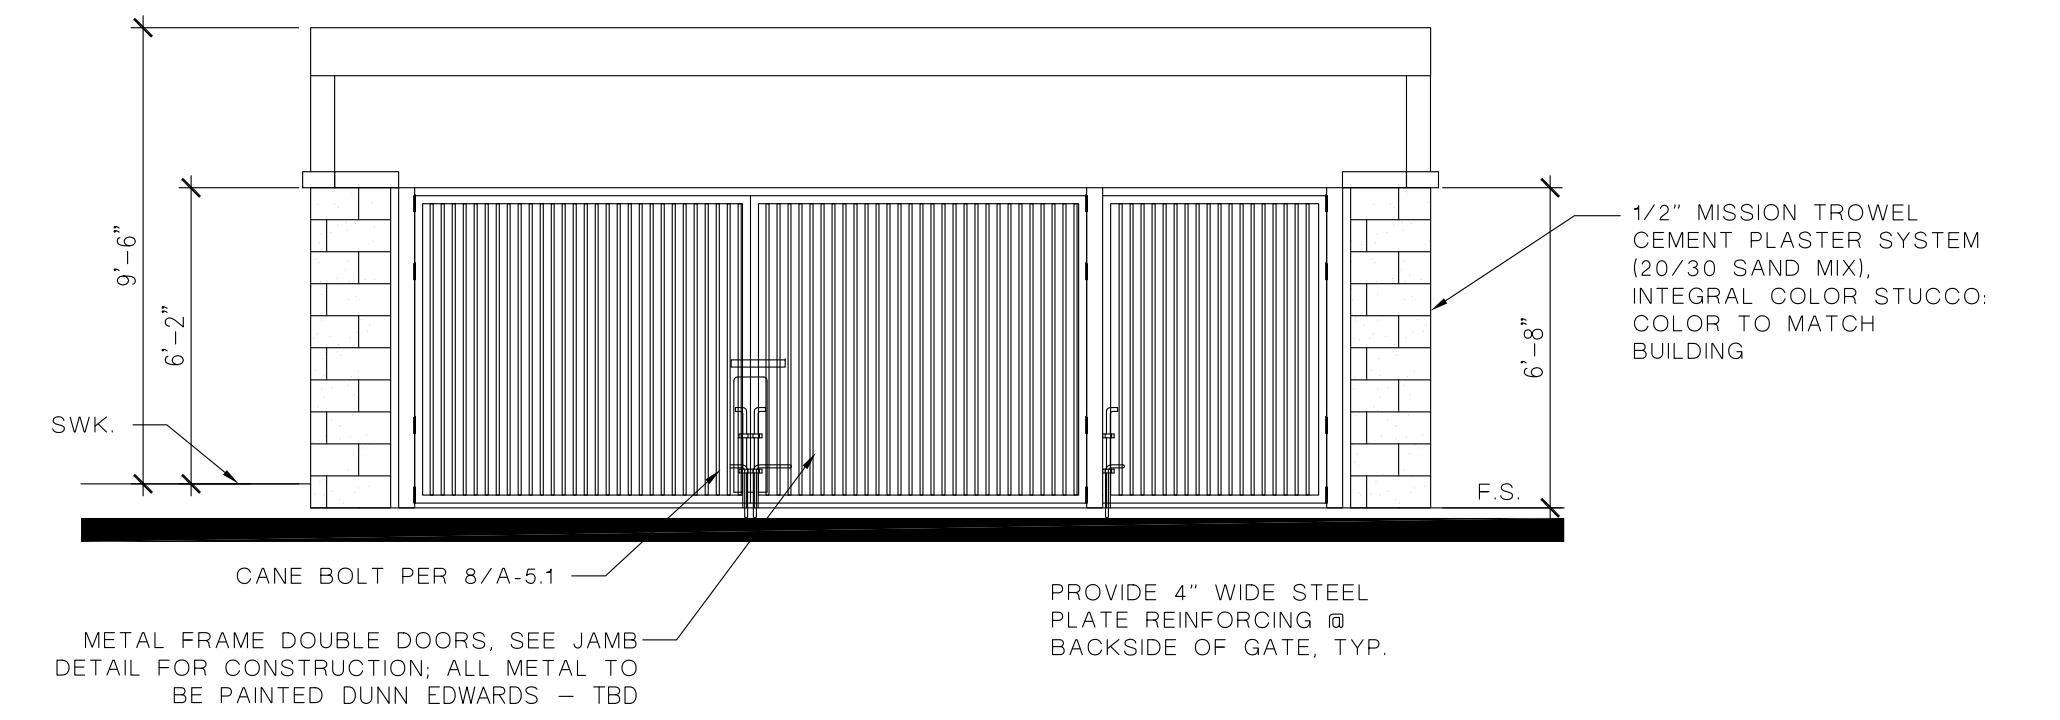 9'-6"
6'-2"
SWK.
1/2" MISSION TROWEL
CEMENT PLASTER SYSTEM
(20/30 SAND MIX),
INTEGRAL COLOR STUCCO:
COLOR TO MATCH
BUILDING
6'-8"
F.S.
CANE BOLT PER 8/A-5.1
METAL FRAME DOUBLE DOORS, SEE JAMB
DETAIL FOR CONSTRUCTION; ALL METAL TO
BE PAINTED DUNN EDWARDS – TBD
PROVIDE 4" WIDE STEEL
PLATE REINFORCING @
BACKSIDE OF GATE, TYP.